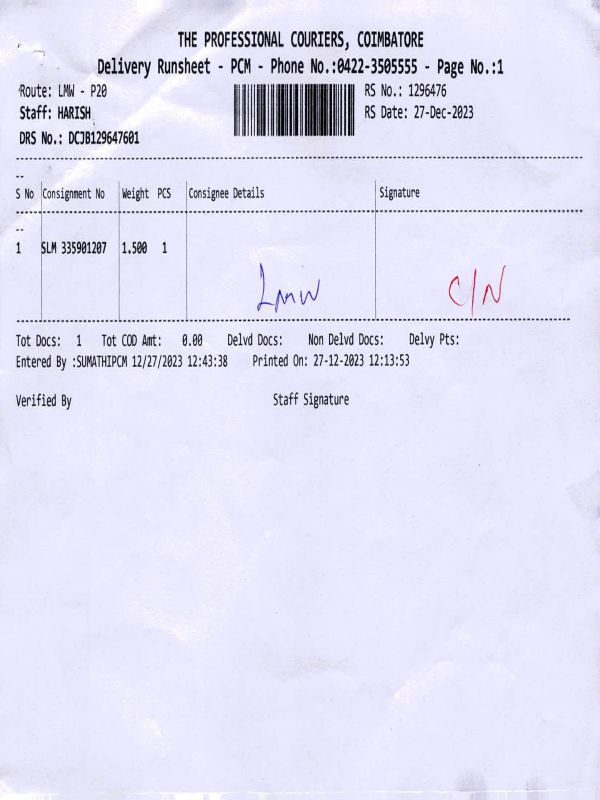 THE PROFESSIONAL COURIERS, COIMBATORE
Delivery Runsheet - PCM - Phone No.:0422-3505555 - Page No.:1
Route: LMW - P20 RS No.: 1296476
Staff: HARISH RS Date: 27-Dec-2023
DRS No.: DCJB129647601
--
S No Consignment No Weight PCS Consignee Details Signature
--
1 SLM 335901207 1.500 1
LMW C/N
Tot Docs: 1 Tot COD Amt: 0.00 Delvd Docs: Non Delvd Docs: Delvy Pts:
Entered By :SUMATHIPCM 12/27/2023 12:43:38 Printed On: 27-12-2023 12:13:53
Verified By Staff Signature